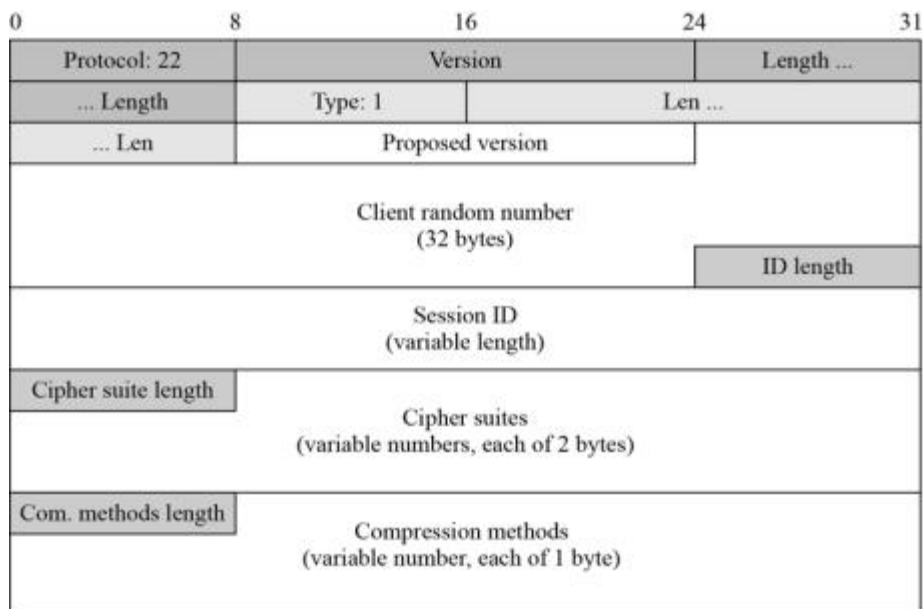 0 8 16 24 31
Protocol: 22 Version Length ...
... Length Type: 1 Len ...
... Len Proposed version
Client random number
(32 bytes)
ID length
Session ID
(variable length)
Cipher suite length
Cipher suites
(variable numbers, each of 2 bytes)
Com. methods length
Compression methods
(variable number, each of 1 byte)